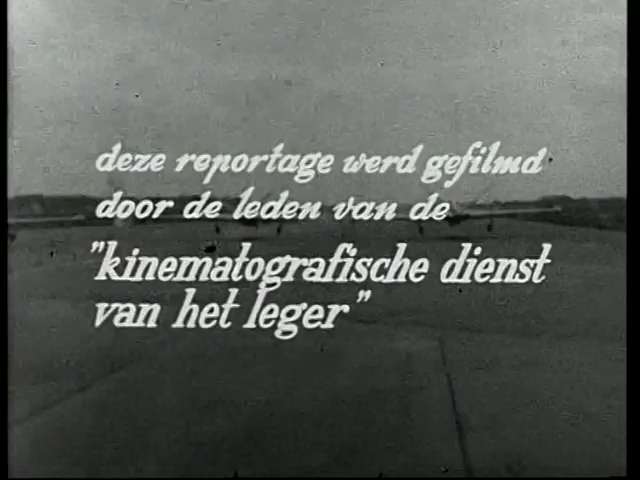 deze reportage werd gefilmd
door de leden van de
"kinematografische dienst
van het leger"